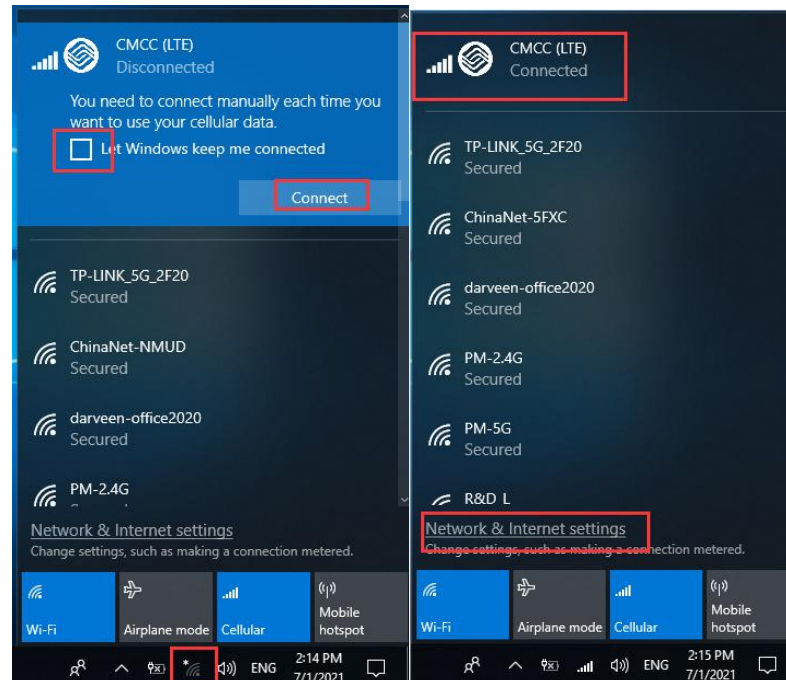 CMCC (LTE)
Disconnected
You need to connect manually each time you
want to use your cellular data.
Let Windows keep me connected
Connect
TP-LINK_5G_2F20
Secured
ChinaNet-NMUD
Secured
darveen-office2020
Secured
PM-2.4G
Network & Internet settings
Change settings, such as making a connection metered.
Wi-Fi
Airplane mode
Cellular
Mobile
hotspot
ENG
2:14 PM
7/1/2021
CMCC (LTE)
Connected
TP-LINK_5G_2F20
Secured
ChinaNet-5FXC
Secured
darveen-office2020
Secured
PM-2.4G
Secured
PM-5G
Secured
R&D L
Network & Internet settings
Change settings, such as making a connection metered.
Wi-Fi
Airplane mode
Cellular
Mobile
hotspot
ENG
2:15 PM
7/1/2021